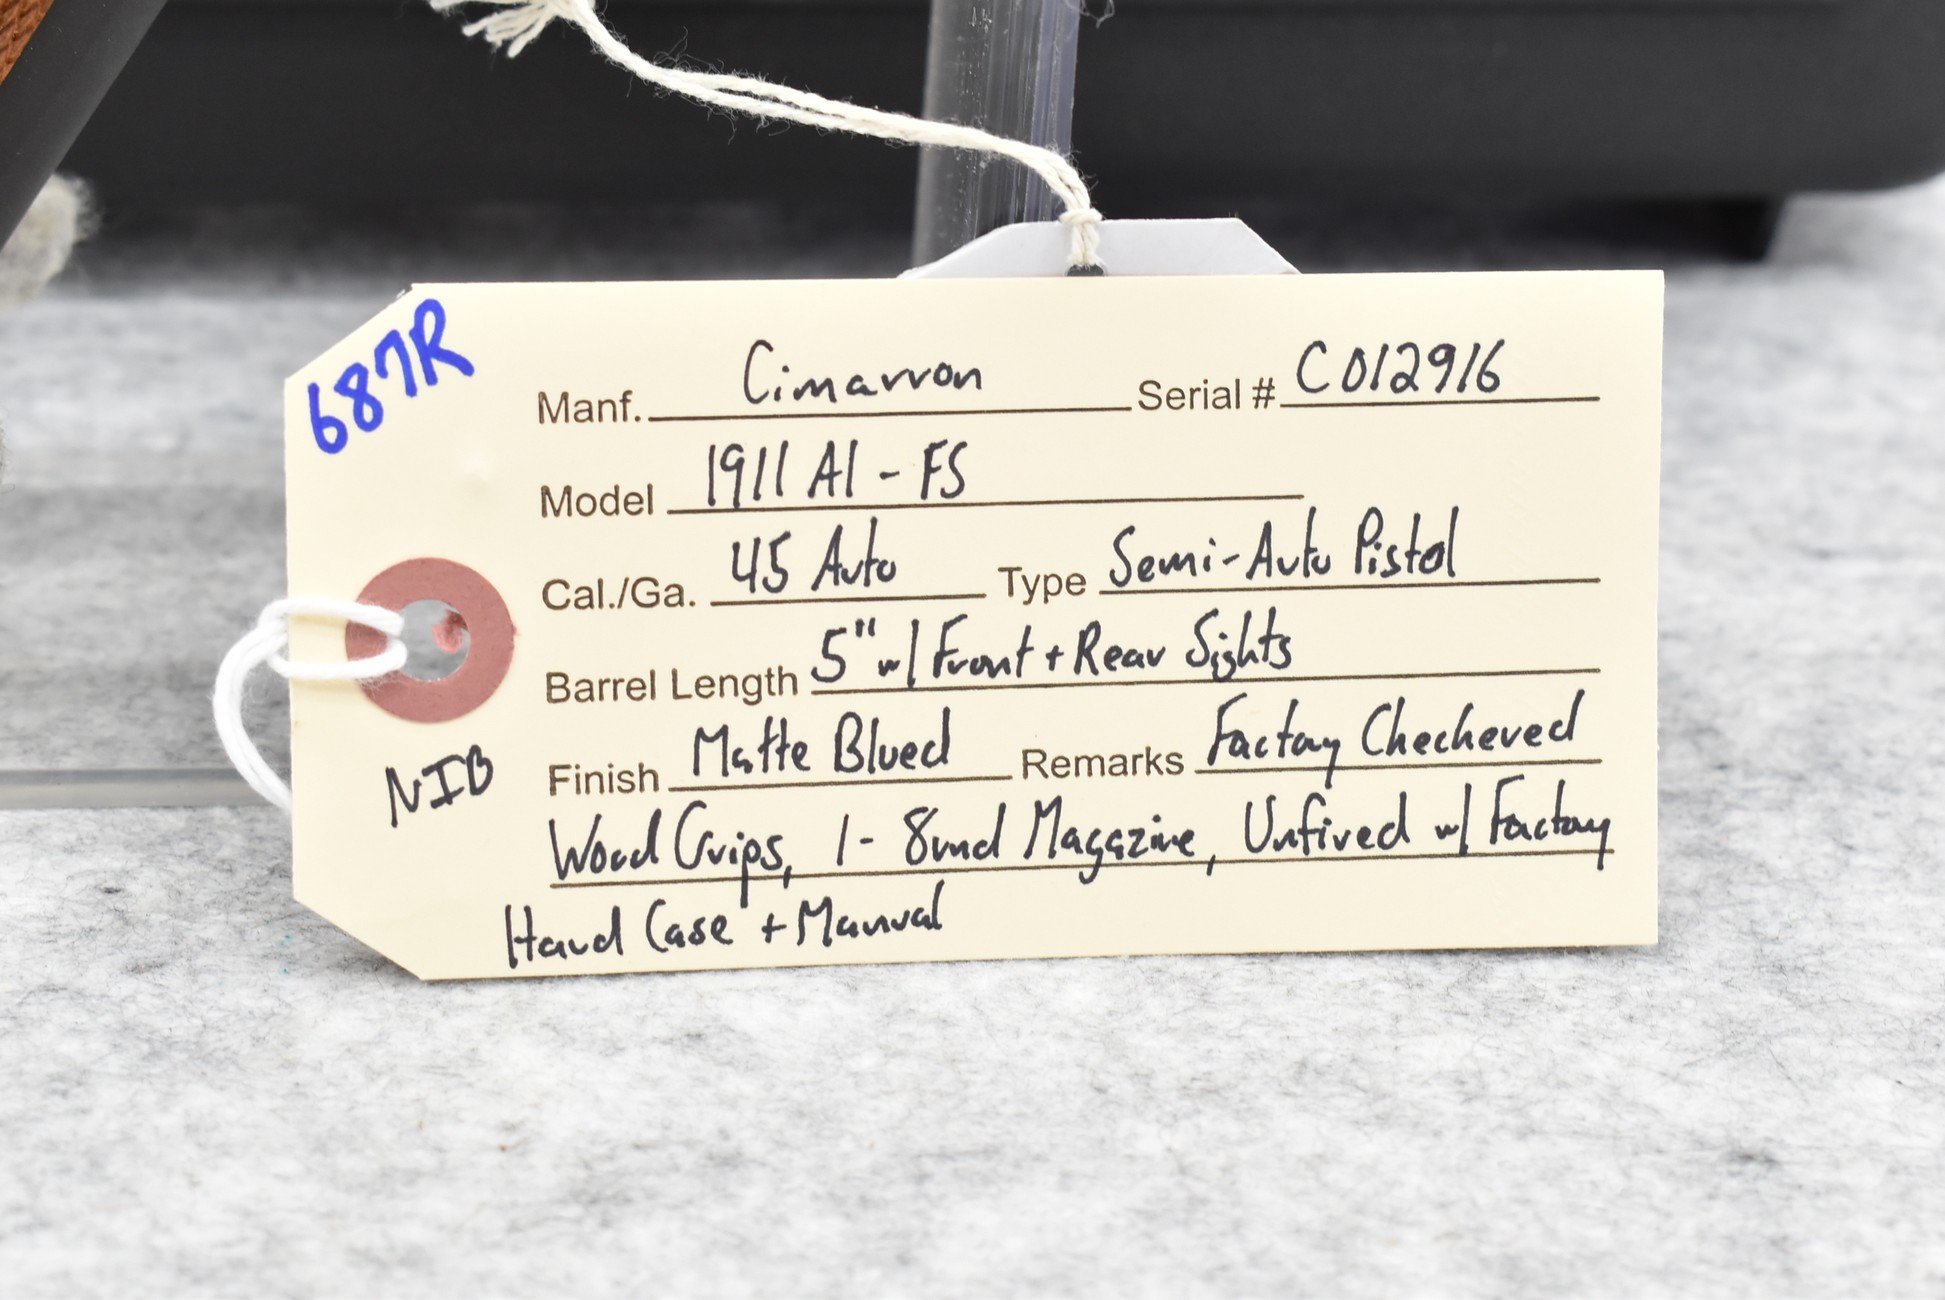 687R
Manf. Cimarron Serial # C012916
Model 1911 A1 - FS
Cal./Ga. 45 Auto Type Semi-Auto Pistol
Barrel Length 5" w/ Front + Rear Sights
Finish Matte Blued Remarks Factory Checkered
NIB
Wood Grips, 1- 8rnd Magazine, Unfired w/ Factory
Hard Case + Manual